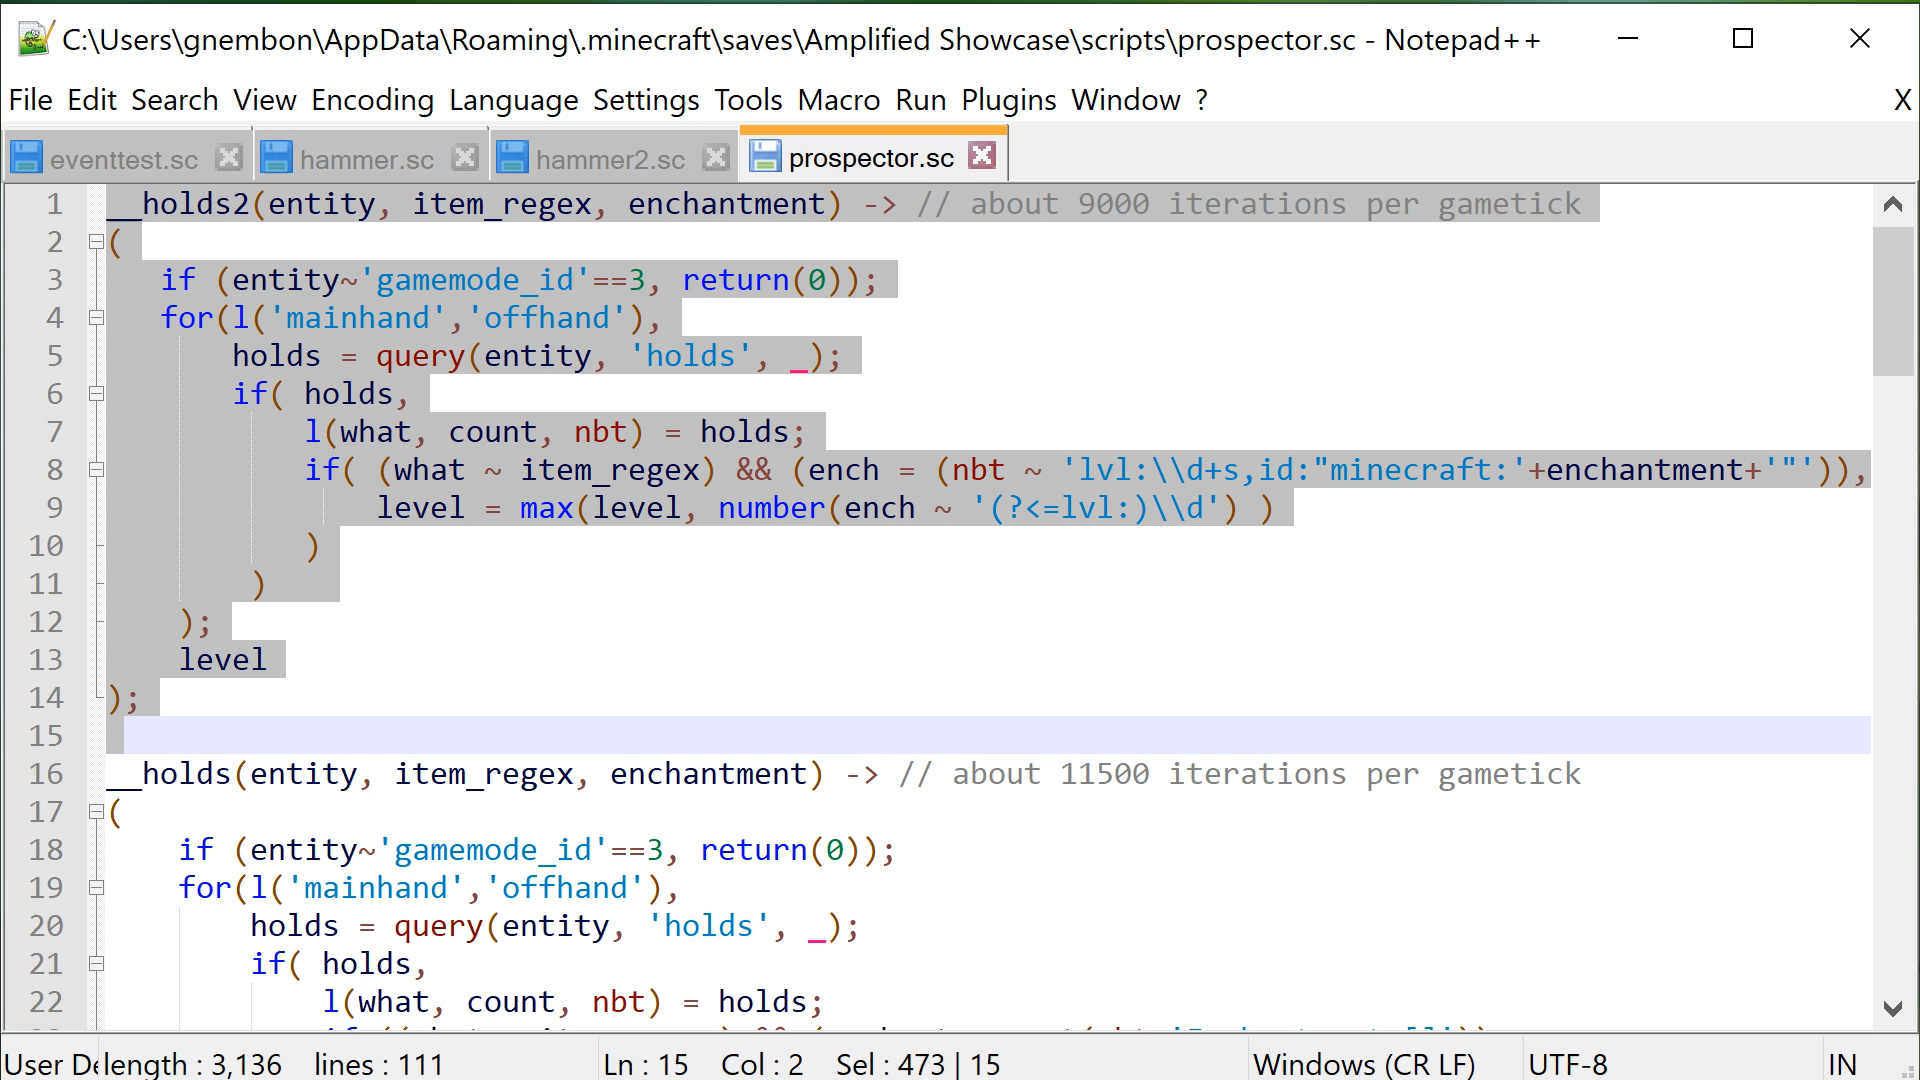 C:\Users\gnembon\AppData\Roaming\.minecraft\saves\Amplified Showcase\scripts\prospector.sc - Notepad++
File Edit Search View Encoding Language Settings Tools Macro Run Plugins Window ? X
eventtest.sc hammer.sc hammer2.sc prospector.sc
1 __holds2(entity, item_regex, enchantment) -> // about 9000 iterations per gametick
2 (
3 if (entity~'gamemode_id'==3, return(0));
4 for(l('mainhand','offhand'),
5 holds = query(entity, 'holds', _);
6 if( holds,
7 l(what, count, nbt) = holds;
8 if( (what ~ item_regex) && (ench = (nbt ~ 'lvl:\\d+s,id:"minecraft:'+enchantment+'"')),
9 level = max(level, number(ench ~ '(?<=lvl:)\\d') )
10 )
11 )
12 );
13 level
14 );
15
16 __holds(entity, item_regex, enchantment) -> // about 11500 iterations per gametick
17 (
18 if (entity~'gamemode_id'==3, return(0));
19 for(l('mainhand','offhand'),
20 holds = query(entity, 'holds', _);
21 if( holds,
22 l(what, count, nbt) = holds;
User De length : 3,136 lines : 111 Ln : 15 Col : 2 Sel : 473 | 15 Windows (CR LF) UTF-8 IN